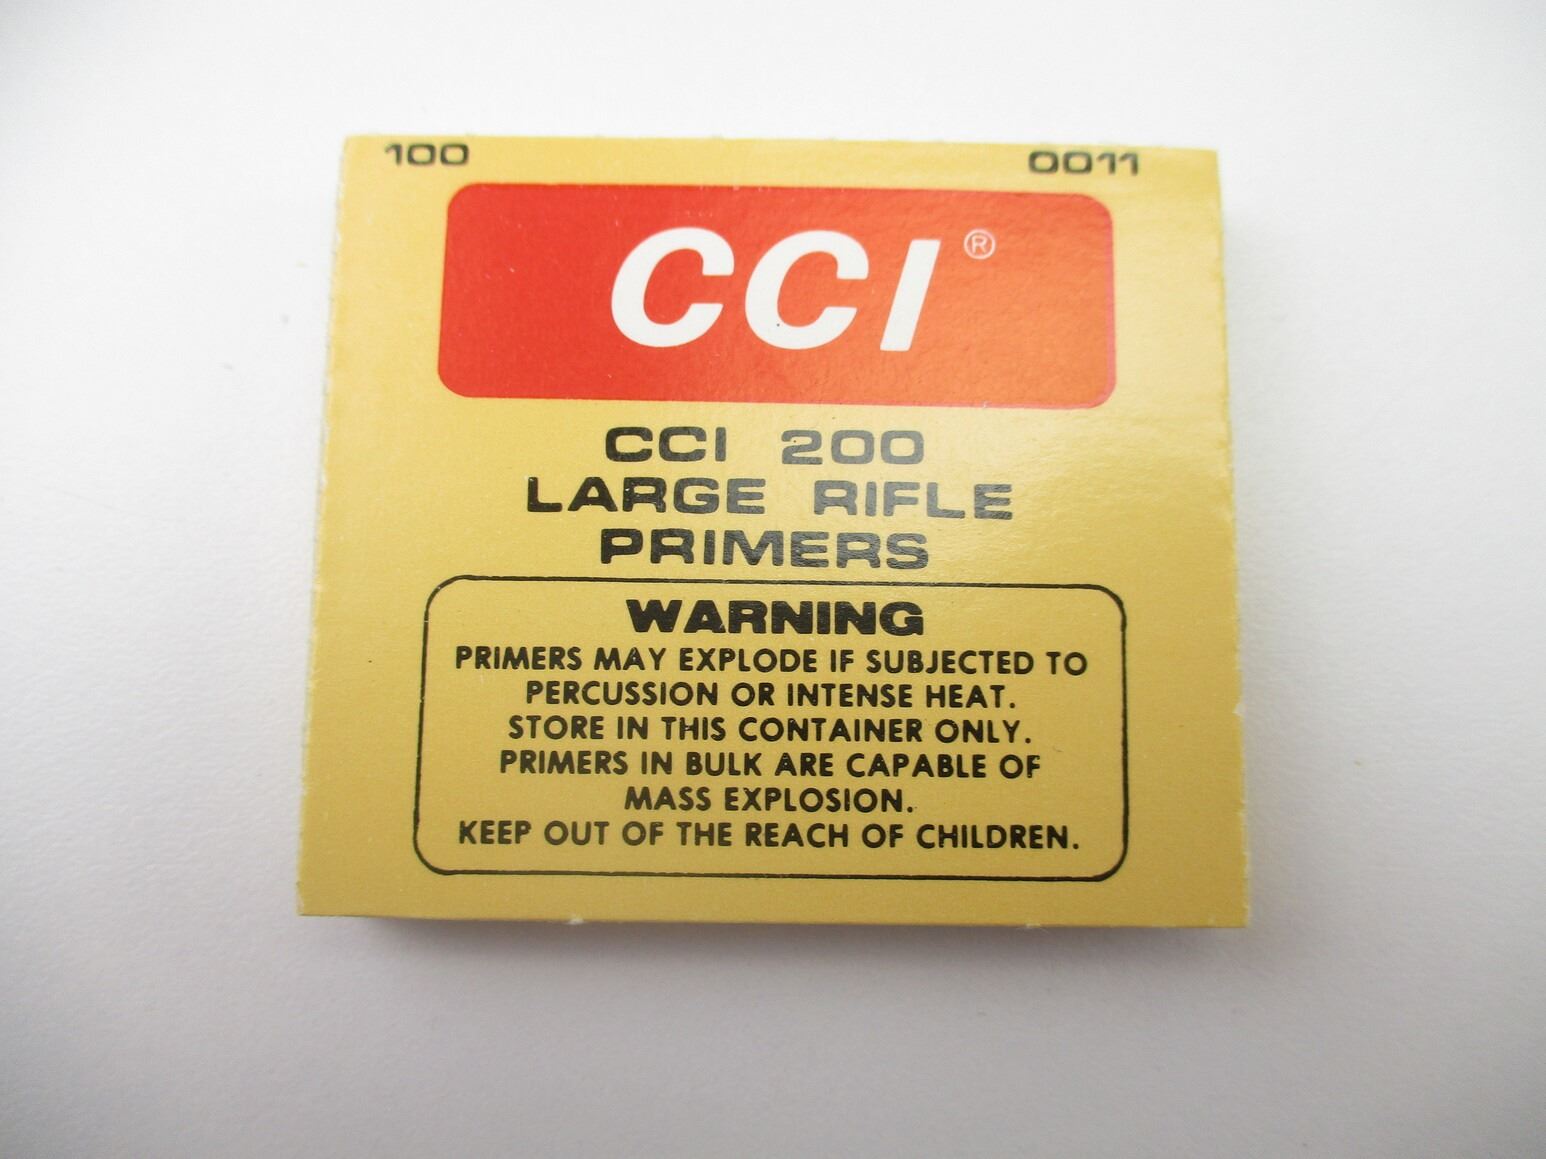 100 0011
CCI®
CCI 200
LARGE RIFLE
PRIMERS
WARNING
PRIMERS MAY EXPLODE IF SUBJECTED TO
PERCUSSION OR INTENSE HEAT.
STORE IN THIS CONTAINER ONLY.
PRIMERS IN BULK ARE CAPABLE OF
MASS EXPLOSION.
KEEP OUT OF THE REACH OF CHILDREN.